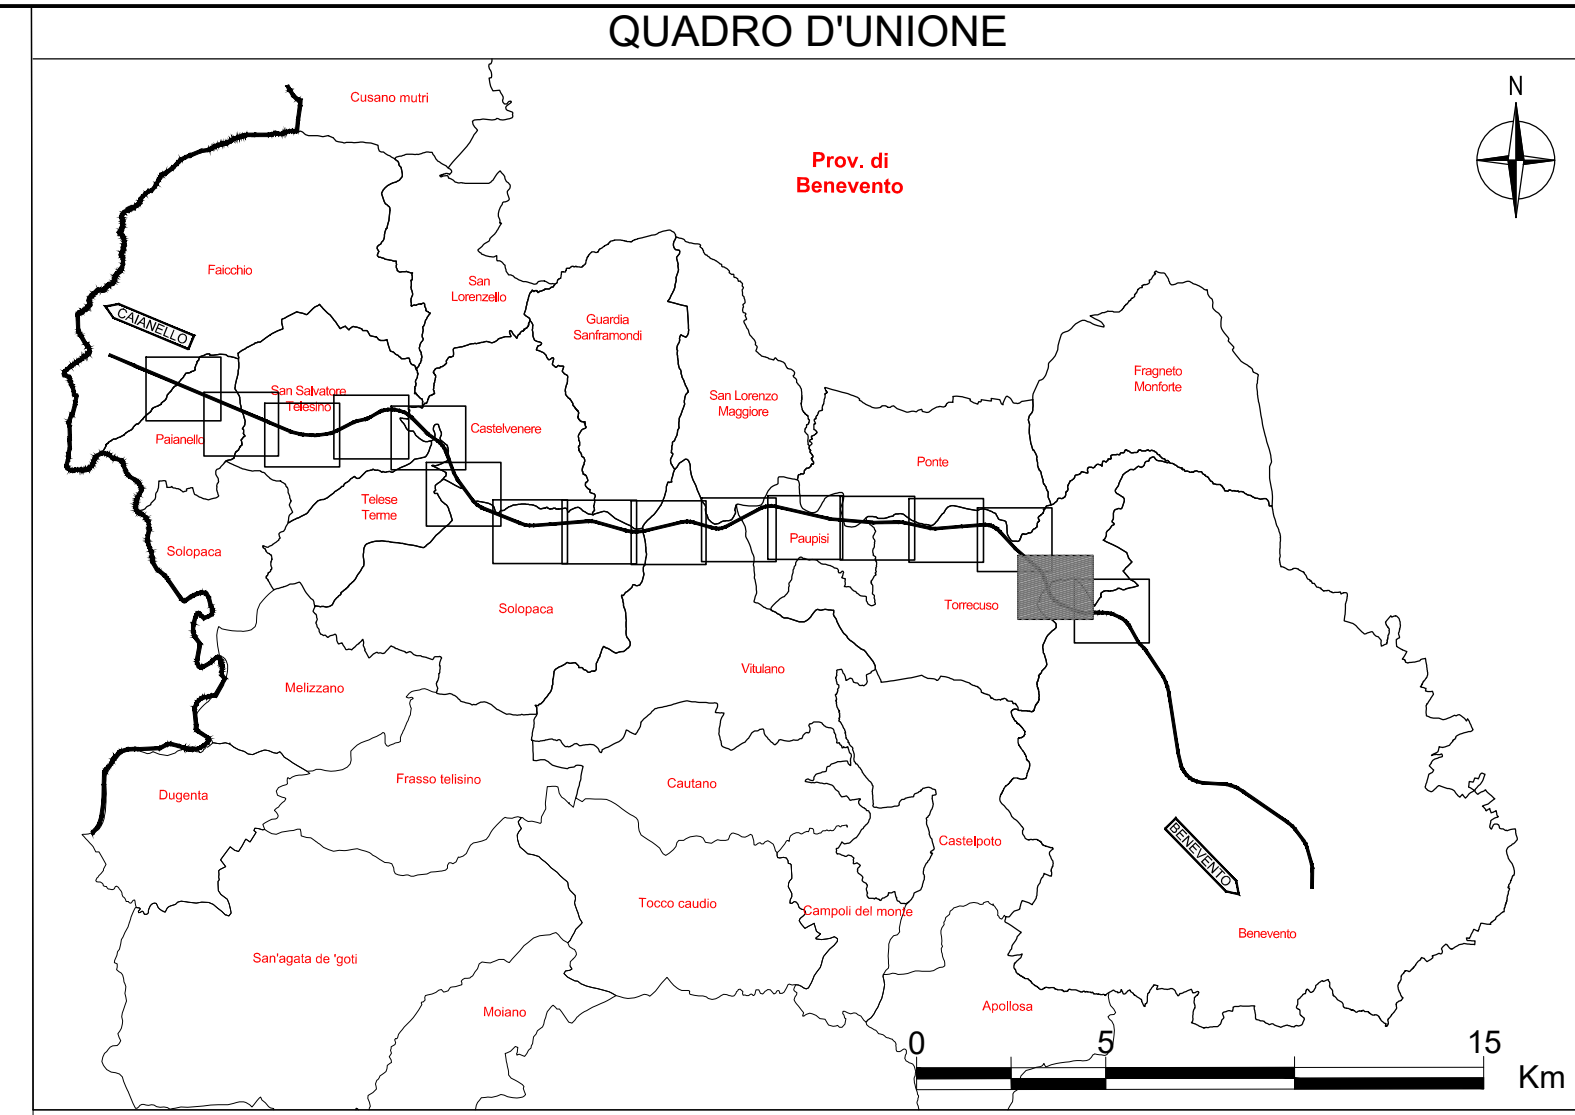 QUADRO D'UNIONE
Cusano mutri
N
Prov. di
Benevento
Faicchio
San
Lorenzello
CAIANELLO
Guardia
Sanframondi
Fragneto
Monforte
San Salvatore
Telesino
San Lorenzo
Maggiore
Castelvenere
Paianello
Ponte
Telese
Terme
Paupisi
Solopaca
Solopaca
Torrecuso
Vitulano
Melizzano
Frasso telisino
Cautano
Dugenta
BENEVENTO
Castelpoto
Tocco caudio
Campoli del monte
Benevento
San'agata de 'goti
Moiano
Apollosa
0 5 15
Km